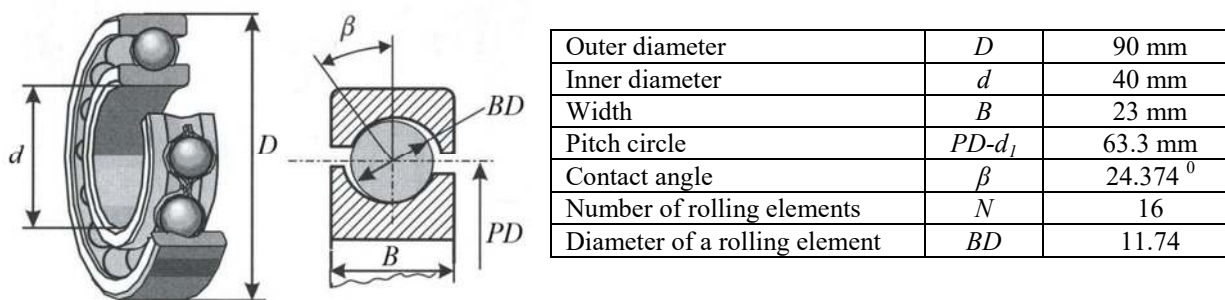 d
D
β
BD
PD
B
Outer diameter D 90 mm
Inner diameter d 40 mm
Width B 23 mm
Pitch circle PD-d₁ 63.3 mm
Contact angle β 24.374 ⁰
Number of rolling elements N 16
Diameter of a rolling element BD 11.74